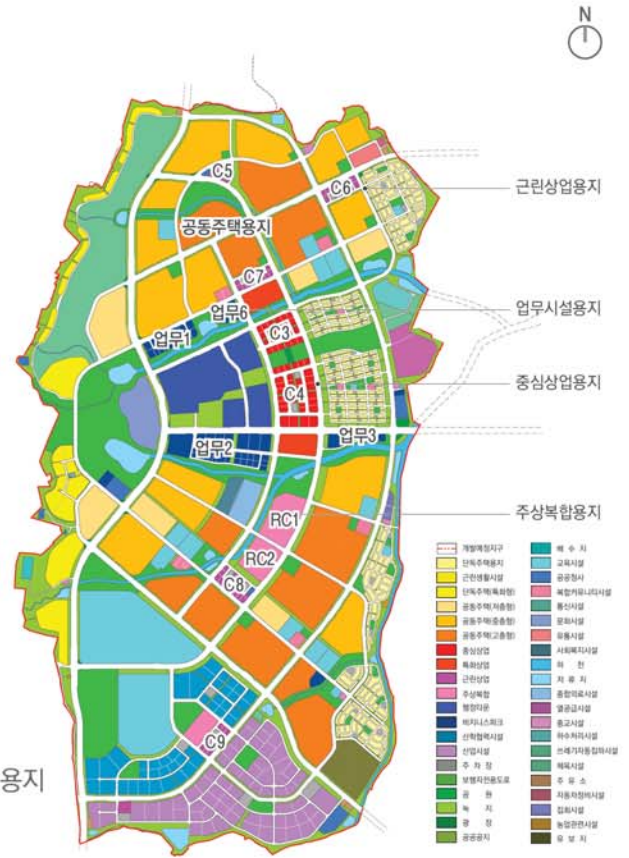 N
C5
C6
근린상업용지
공동주택용지
C7
업무6
업무시설용지
업무1
C3
C4
중심상업용지
업무2
업무3
RC1
주상복합용지
RC2
C8
C9
용지
개발예정지구
단독주택용지
근린생활시설
단독주택(특화형)
공동주택(저층형)
공동주택(중층형)
공동주택(고층형)
중심상업
특화상업
근린상업
주상복합
행정타운
비지니스파크
산학협력시설
산업시설
주 차 장
보행자전용도로
공 원
녹 지
광 장
공공공지
배 수 지
교육시설
공공청사
복합커뮤니티시설
통신시설
문화시설
유통시설
사회복지시설
하 천
저 류 지
종합의료시설
열공급시설
종교시설
하수처리시설
쓰레기자동집하시설
체육시설
주 유 소
자동차정비시설
집회시설
농업관련시설
유 보 지